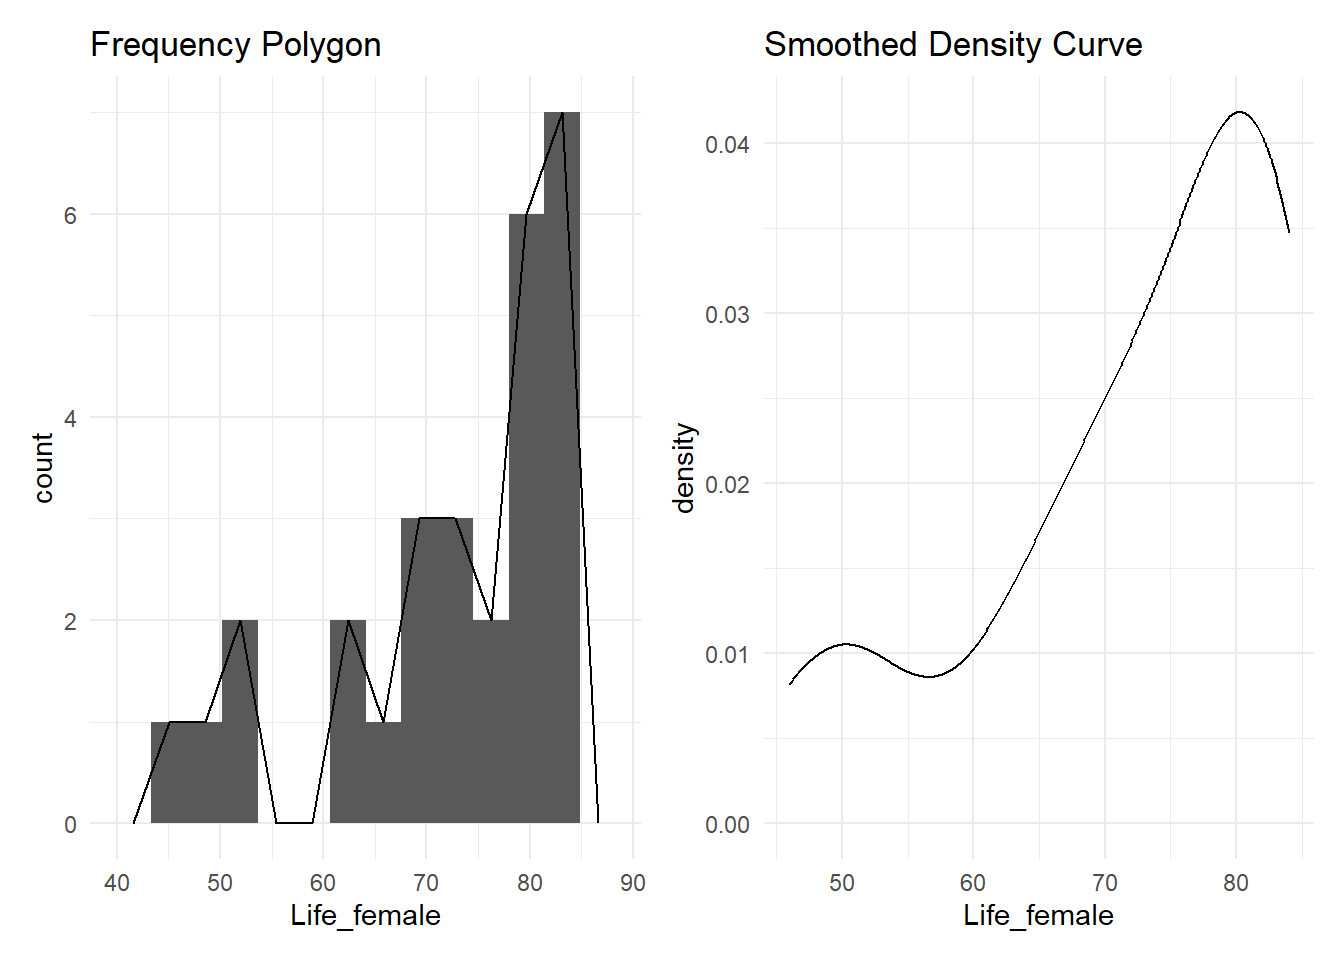 Frequency Polygon
count
6
4
2
0
40 50 60 70 80 90
Life_female
Smoothed Density Curve
density
0.04
0.03
0.02
0.01
0.00
50 60 70 80
Life_female